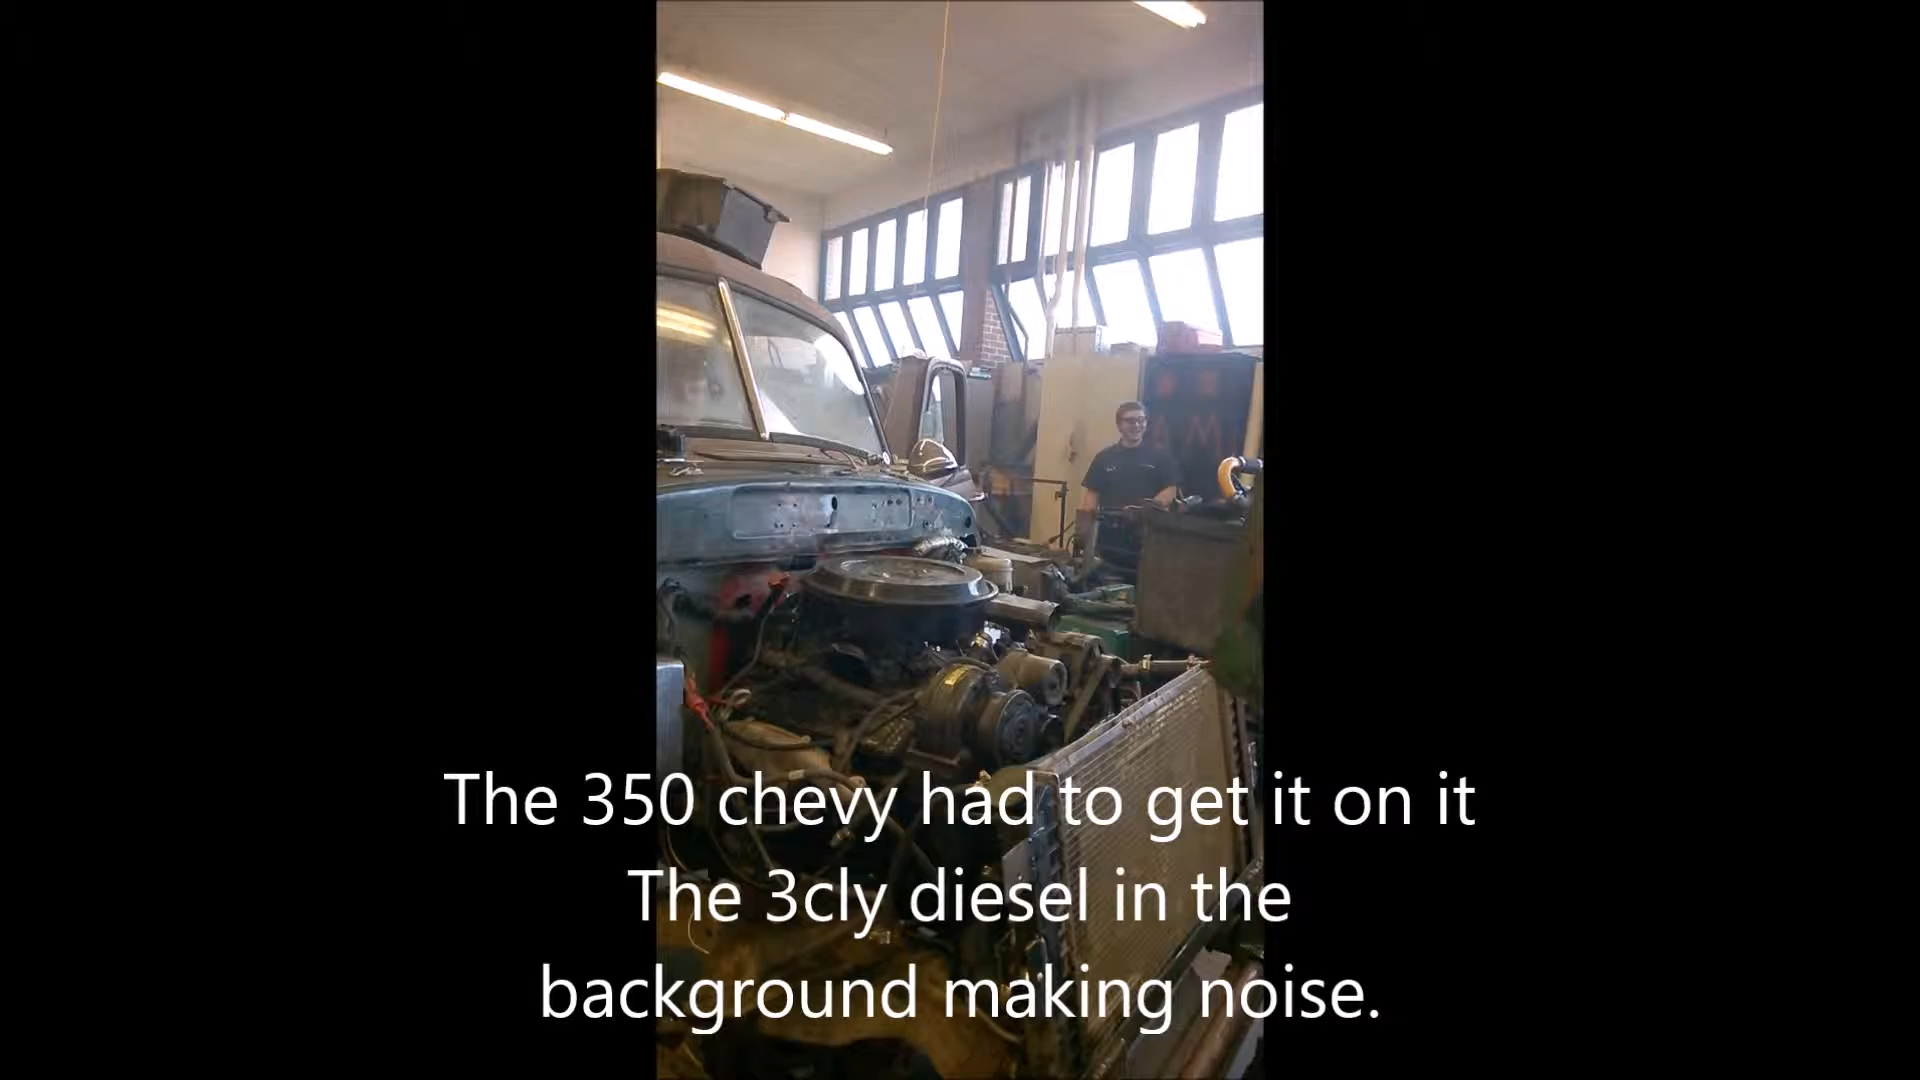 The 350 chevy had to get it on it
The 3cly diesel in the
background making noise.